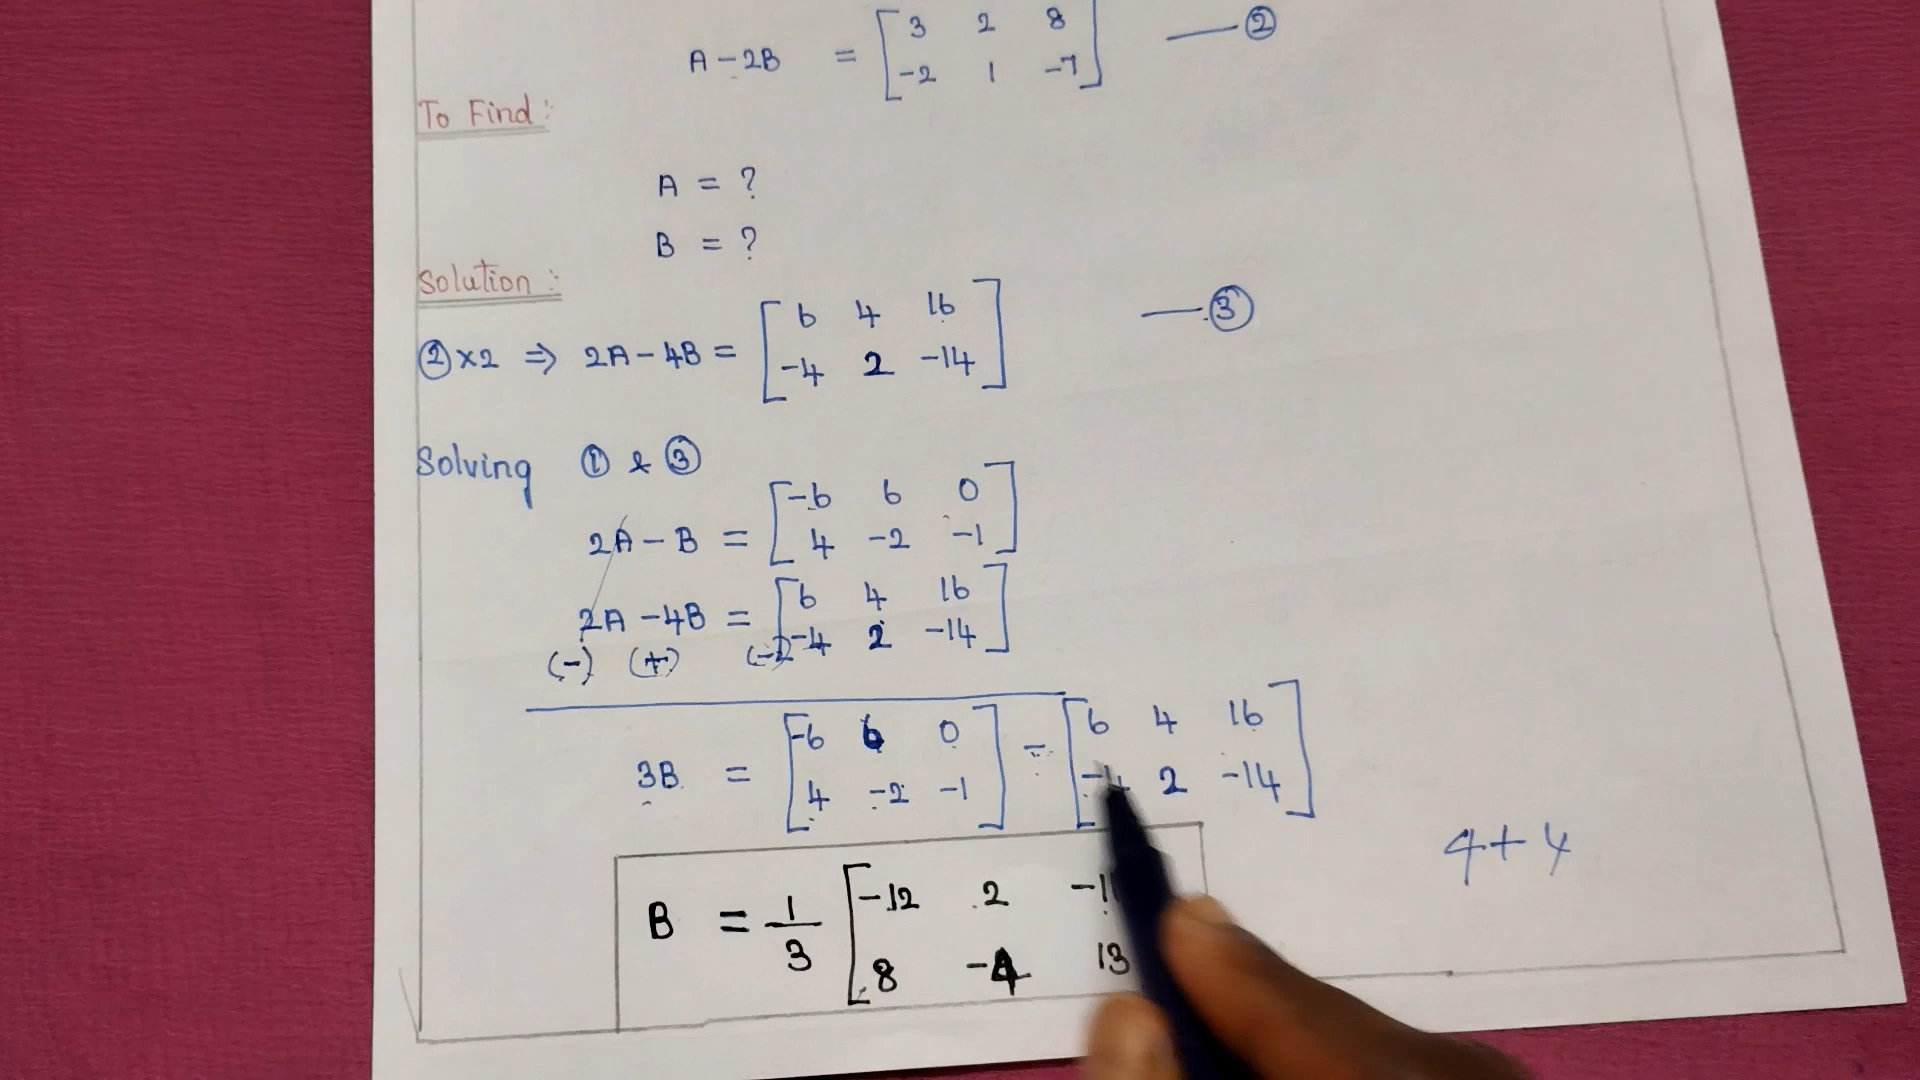 A - 2B = [3 2 8 —②
-2 1 -7]
To Find:
A = ?
B = ?
Solution:
②×2 ⇒ 2A - 4B = [6 4 16 —③
-4 2 -14]
Solving ① & ③
2A - B = [-6 6 0
4 -2 -1]
2A - 4B = [6 4 16
-4 2 -14]
(-) (+) (-)
3B = [-6 6 0 - [6 4 16
4 -2 -1] -4 2 -14]
4+4
B = 1/3 [-12 2
8 -4 13